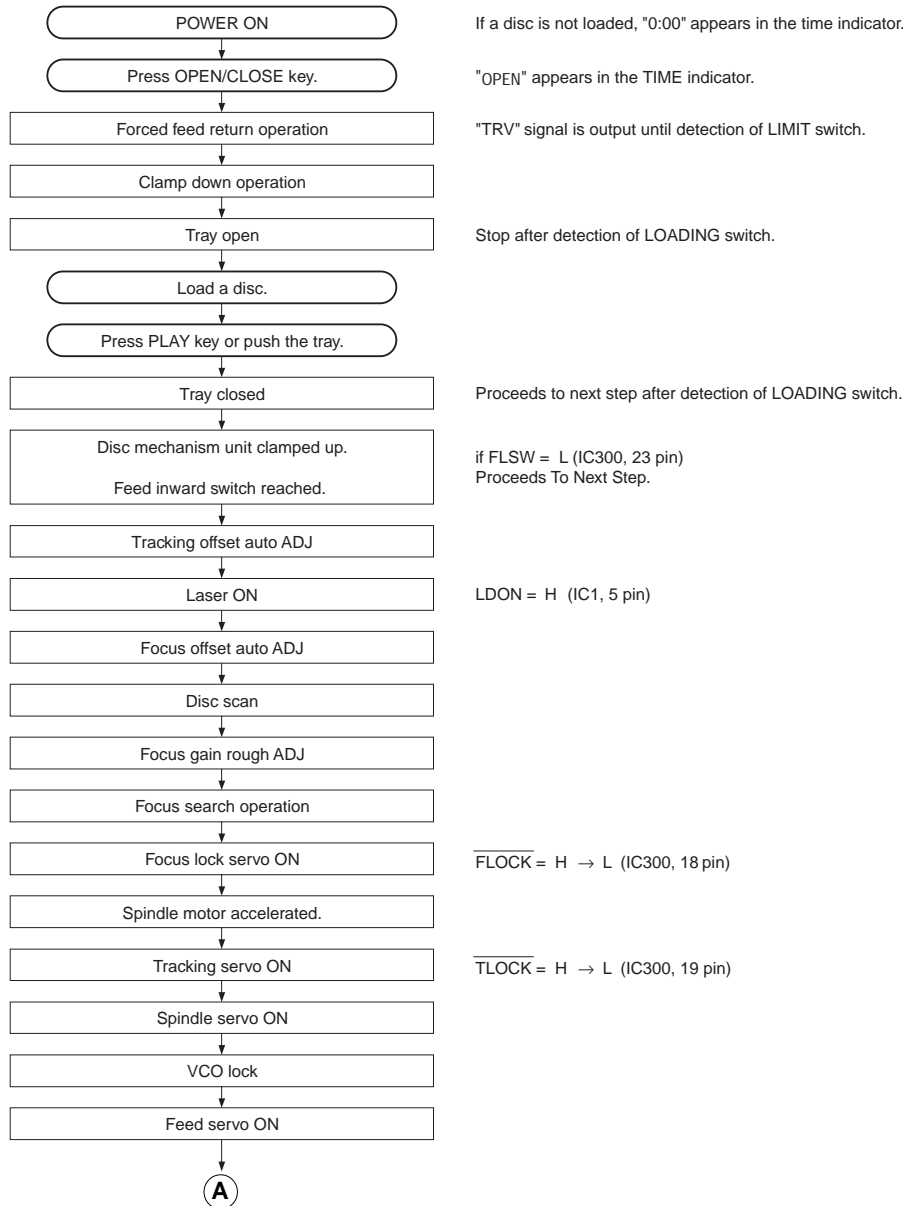 POWER ON
If a disc is not loaded, "0:00" appears in the time indicator.
Press OPEN/CLOSE key.
"OPEN" appears in the TIME indicator.
Forced feed return operation
"TRV" signal is output until detection of LIMIT switch.
Clamp down operation
Tray open
Stop after detection of LOADING switch.
Load a disc.
Press PLAY key or push the tray.
Tray closed
Proceeds to next step after detection of LOADING switch.
Disc mechanism unit clamped up.
Feed inward switch reached.
if FLSW = L (IC300, 23 pin)
Proceeds To Next Step.
Tracking offset auto ADJ
Laser ON
LDON = H (IC1, 5 pin)
Focus offset auto ADJ
Disc scan
Focus gain rough ADJ
Focus search operation
Focus lock servo ON
F̅L̅O̅C̅K̅ = H → L (IC300, 18 pin)
Spindle motor accelerated.
Tracking servo ON
T̅L̅O̅C̅K̅ = H → L (IC300, 19 pin)
Spindle servo ON
VCO lock
Feed servo ON
A